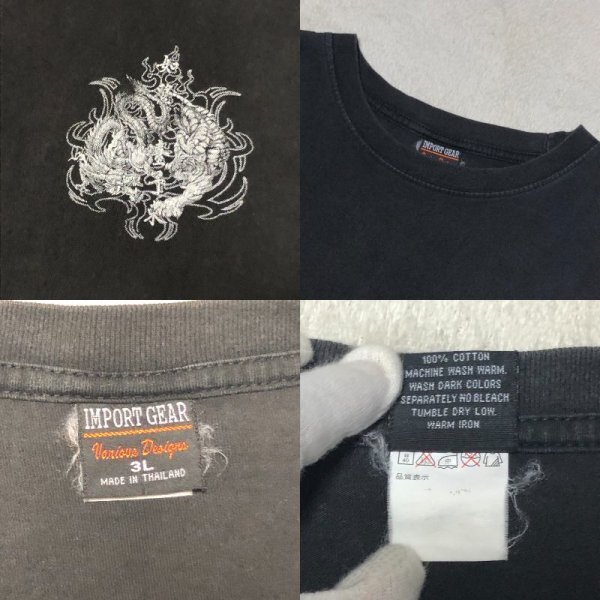 IMPORT GEAR
IMPORT GEAR
Various Designs
3L
MADE IN THAILAND
100% COTTON
MACHINE WASH WARM.
WASH DARK COLORS
SEPARATELY NO BLEACH
TUMBLE DRY LOW.
WARM IRON
品質表示